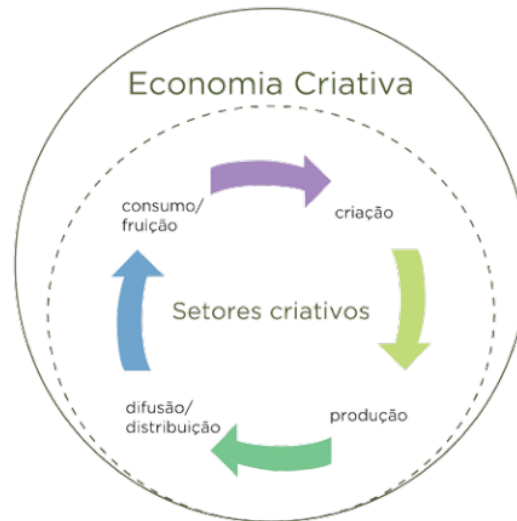 Economia Criativa
consumo/
fruição
criação
Setores criativos
difusão/
distribuição
produção